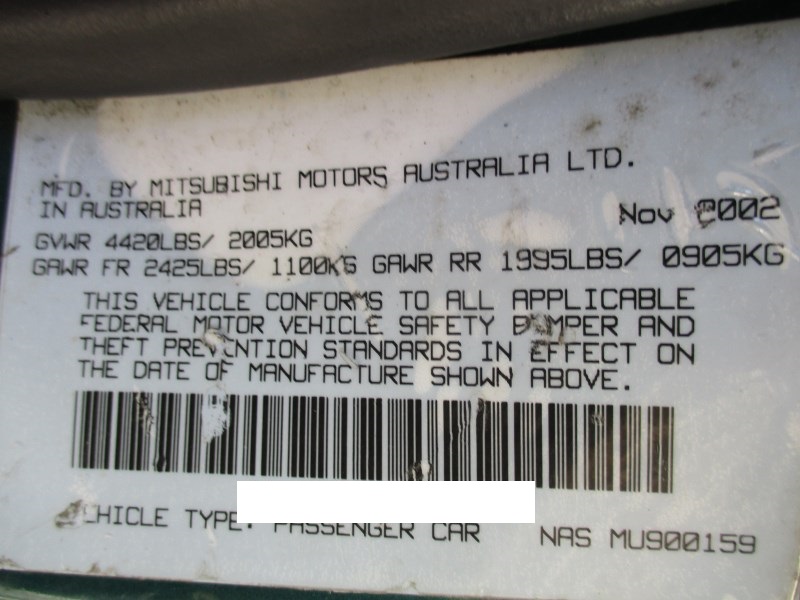 MFD. BY MITSUBISHI MOTORS AUSTRALIA LTD.
IN AUSTRALIA Nov 2002
GVWR 4420LBS/ 2005KG
GAWR FR 2425LBS/ 1100KG GAWR RR 1995LBS/ 0905KG
THIS VEHICLE CONFORMS TO ALL APPLICABLE
FEDERAL MOTOR VEHICLE SAFETY BUMPER AND
THEFT PREVENTION STANDARDS IN EFFECT ON
THE DATE OF MANUFACTURE SHOWN ABOVE.
VEHICLE TYPE: PASSENGER CAR NAS MU900159